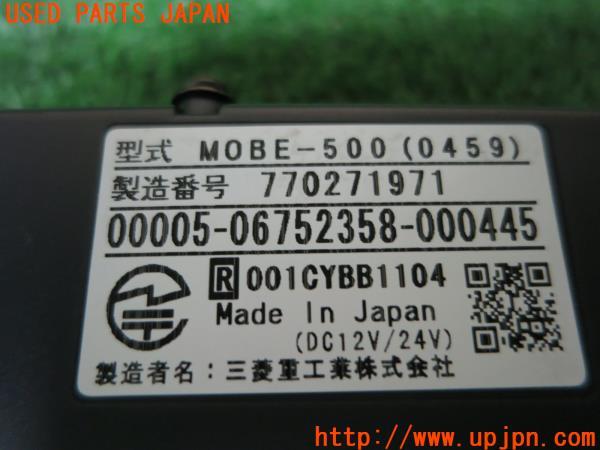 USED PARTS JAPAN
型式 MOBE-500(0459)
製造番号 770271971
00005-06752358-000445
R 001CYBB1104
Made In Japan
(DC12V/24V)
製造者名：三菱重工業株式会社
UPJ http://www.upjpn.com